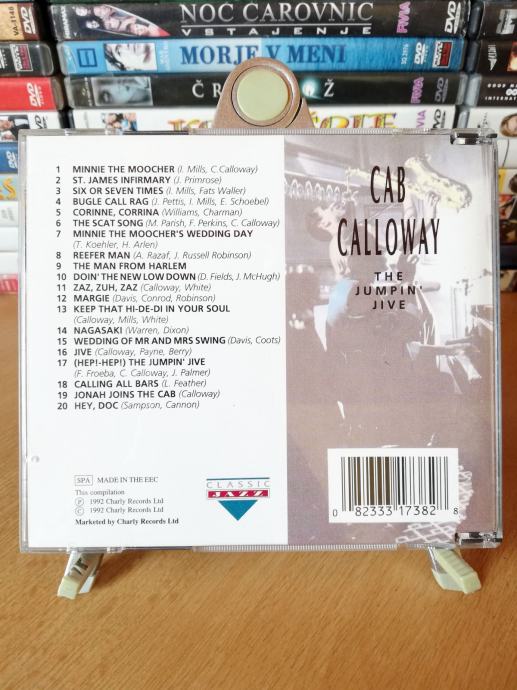 NOC CAROVNIC
VSTAJENJE
MORJE V MENI
DVD
PWA
1 MINNIE THE MOOCHER (I. Mills, C.Calloway)
2 ST. JAMES INFIRMARY (J. Primrose)
3 SIX OR SEVEN TIMES (I. Mills, Fats Waller)
4 BUGLE CALL RAG (J. Pettis, I. Mills, E. Schoebel)
5 CORINNE, CORRINA (Williams, Charman)
6 THE SCAT SONG (M. Parish, F. Perkins, C. Calloway)
7 MINNIE THE MOOCHER'S WEDDING DAY
(T. Koehler, H. Arlen)
8 REEFER MAN (A. Razaf, J. Russell Robinson)
9 THE MAN FROM HARLEM
10 DOIN' THE NEW LOW DOWN (D. Fields, J. McHugh)
11 ZAZ, ZUH, ZAZ (Calloway, White)
12 MARGIE (Davis, Conrod, Robinson)
13 KEEP THAT HI-DE-DI IN YOUR SOUL
(Calloway, Mills, White)
14 NAGASAKI (Warren, Dixon)
15 WEDDING OF MR AND MRS SWING (Davis, Coots)
16 JIVE (Calloway, Payne, Berry)
17 (HEP!-HEP!) THE JUMPIN' JIVE
(F. Froeba, C. Calloway, J. Palmer)
18 CALLING ALL BARS (L. Feather)
19 JONAH JOINS THE CAB (Calloway)
20 HEY, DOC (Sampson, Cannon)
CAB
CALLOWAY
THE
JUMPIN'
JIVE
SPA MADE IN THE EEC
This compilation
Ⓟ 1992 Charly Records Ltd
© 1992 Charly Records Ltd
Marketed by Charly Records Ltd
CLASSIC
JAZZ
0 82333 17382 8